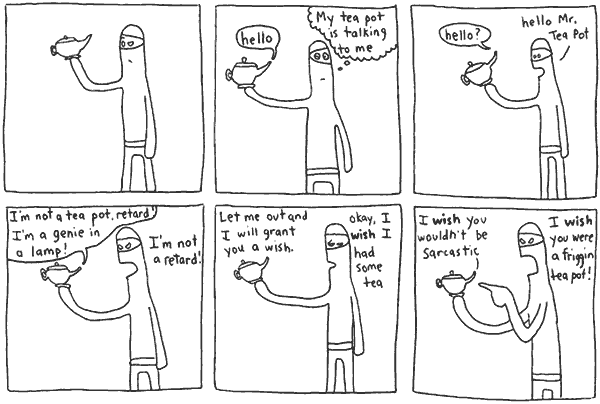 hello
My tea pot
is talking
to me
hello?
hello Mr.
Tea Pot
I'm not a tea pot, retard!
I'm a genie in
a lamp!
I'm not
a retard!
Let me out and
I will grant
you a wish.
okay, I
wish I
had
some
tea
I wish you
wouldn't be
sarcastic
I wish
you were
a friggin
tea pot!